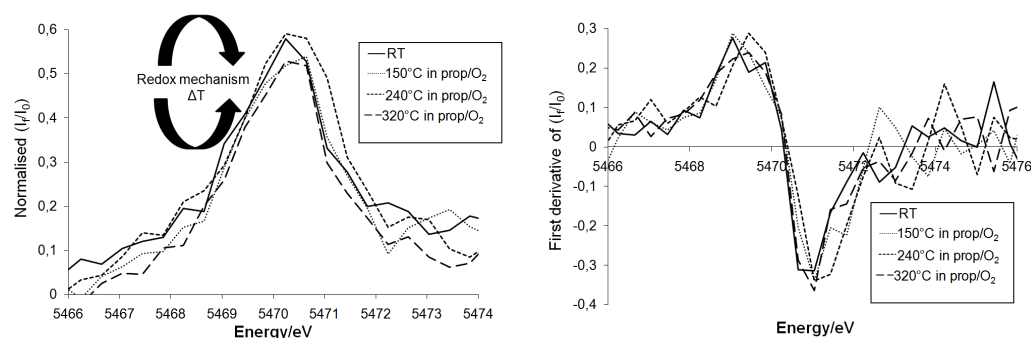 0,6
0,5
0,4
0,3
0,2
0,1
0
Normalised (I_f/I_0)
Redox mechanism
ΔT
RT
150°C in prop/O₂
240°C in prop/O₂
320°C in prop/O₂
5466 5467 5468 5469 5470 5471 5472 5473 5474
Energy/eV
0,3
0,2
0,1
0
-0,1
-0,2
-0,3
-0,4
First derivative of (I_f/I_0)
5466 5468 5470 5472 5474 5476
RT
150°C in prop/O₂
240°C in prop/O₂
320°C in prop/O₂
Energy/eV